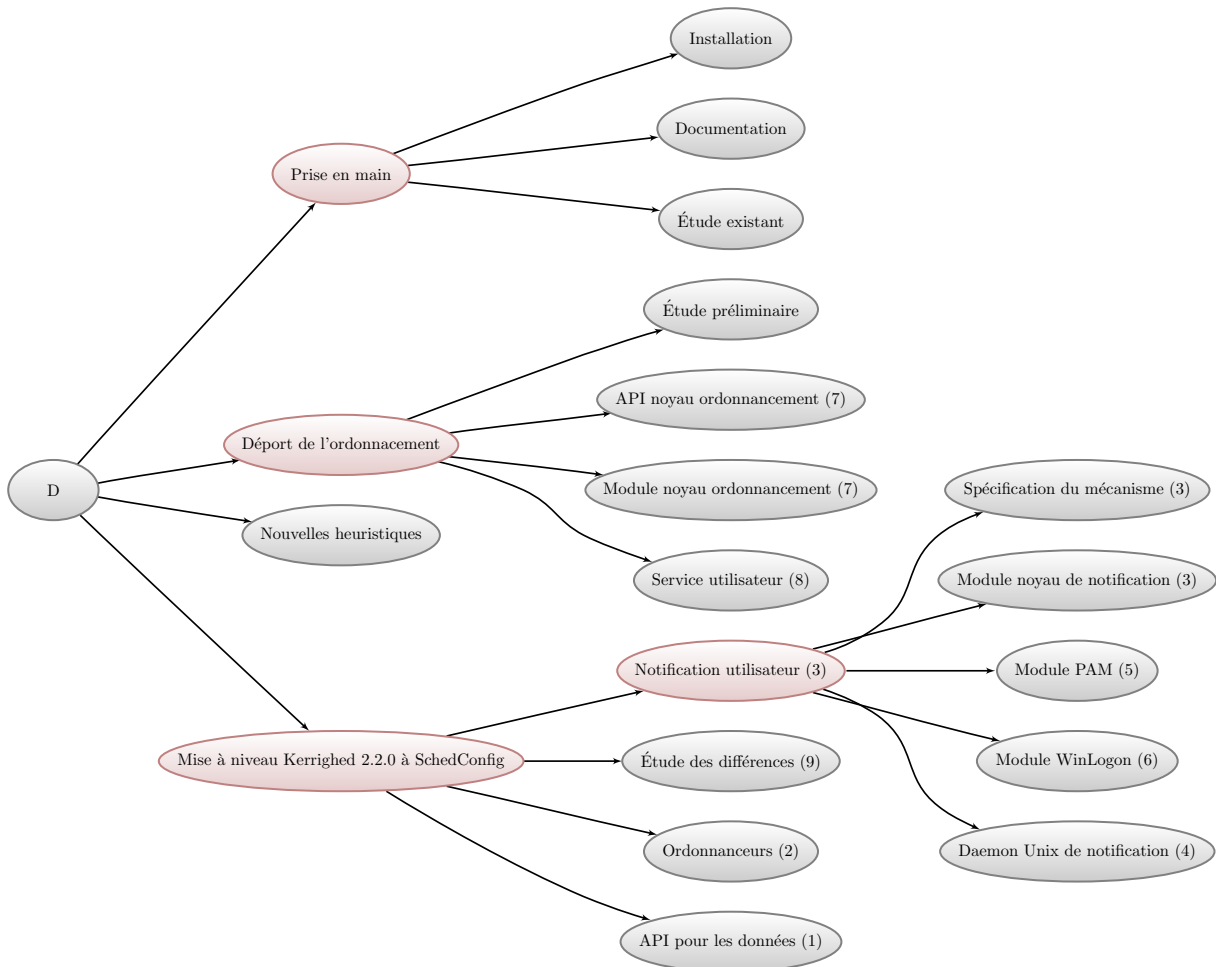 Installation
Documentation
Prise en main
Étude existant
Étude préliminaire
API noyau ordonnancement (7)
Déport de l'ordonnacement
D
Module noyau ordonnancement (7)
Spécification du mécanisme (3)
Nouvelles heuristiques
Service utilisateur (8)
Module noyau de notification (3)
Notification utilisateur (3)
Module PAM (5)
Mise à niveau Kerrighed 2.2.0 à SchedConfig
Étude des différences (9)
Module WinLogon (6)
Ordonnanceurs (2)
Daemon Unix de notification (4)
API pour les données (1)